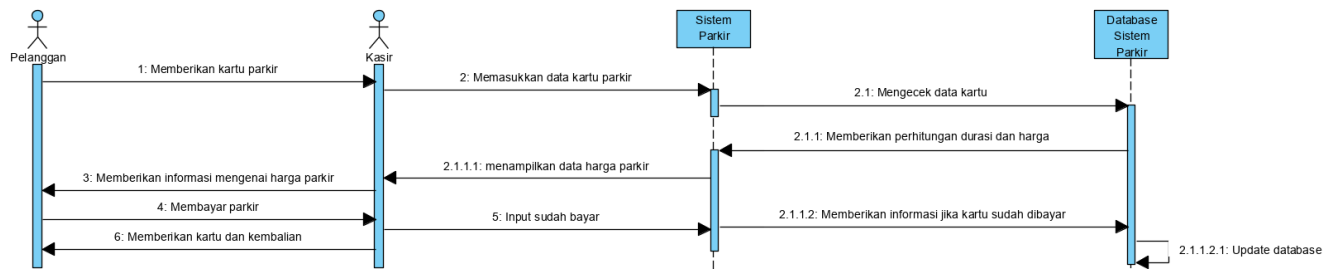 Pelanggan
Kasir
Sistem
Parkir
Database
Sistem
Parkir
1: Memberikan kartu parkir
2: Memasukkan data kartu parkir
2.1: Mengecek data kartu
2.1.1: Memberikan perhitungan durasi dan harga
2.1.1.1: menampilkan data harga parkir
3: Memberikan informasi mengenai harga parkir
4: Membayar parkir
5: Input sudah bayar
2.1.1.2: Memberikan informasi jika kartu sudah dibayar
6: Memberikan kartu dan kembalian
2.1.1.2.1: Update database